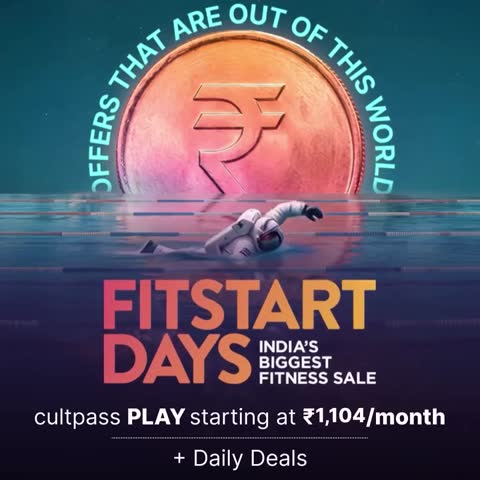 OFFERS THAT ARE OUT OF THIS WORLD
₹
FITSTART
DAYS
INDIA'S
BIGGEST
FITNESS SALE
cultpass PLAY starting at ₹1,104/month
+ Daily Deals